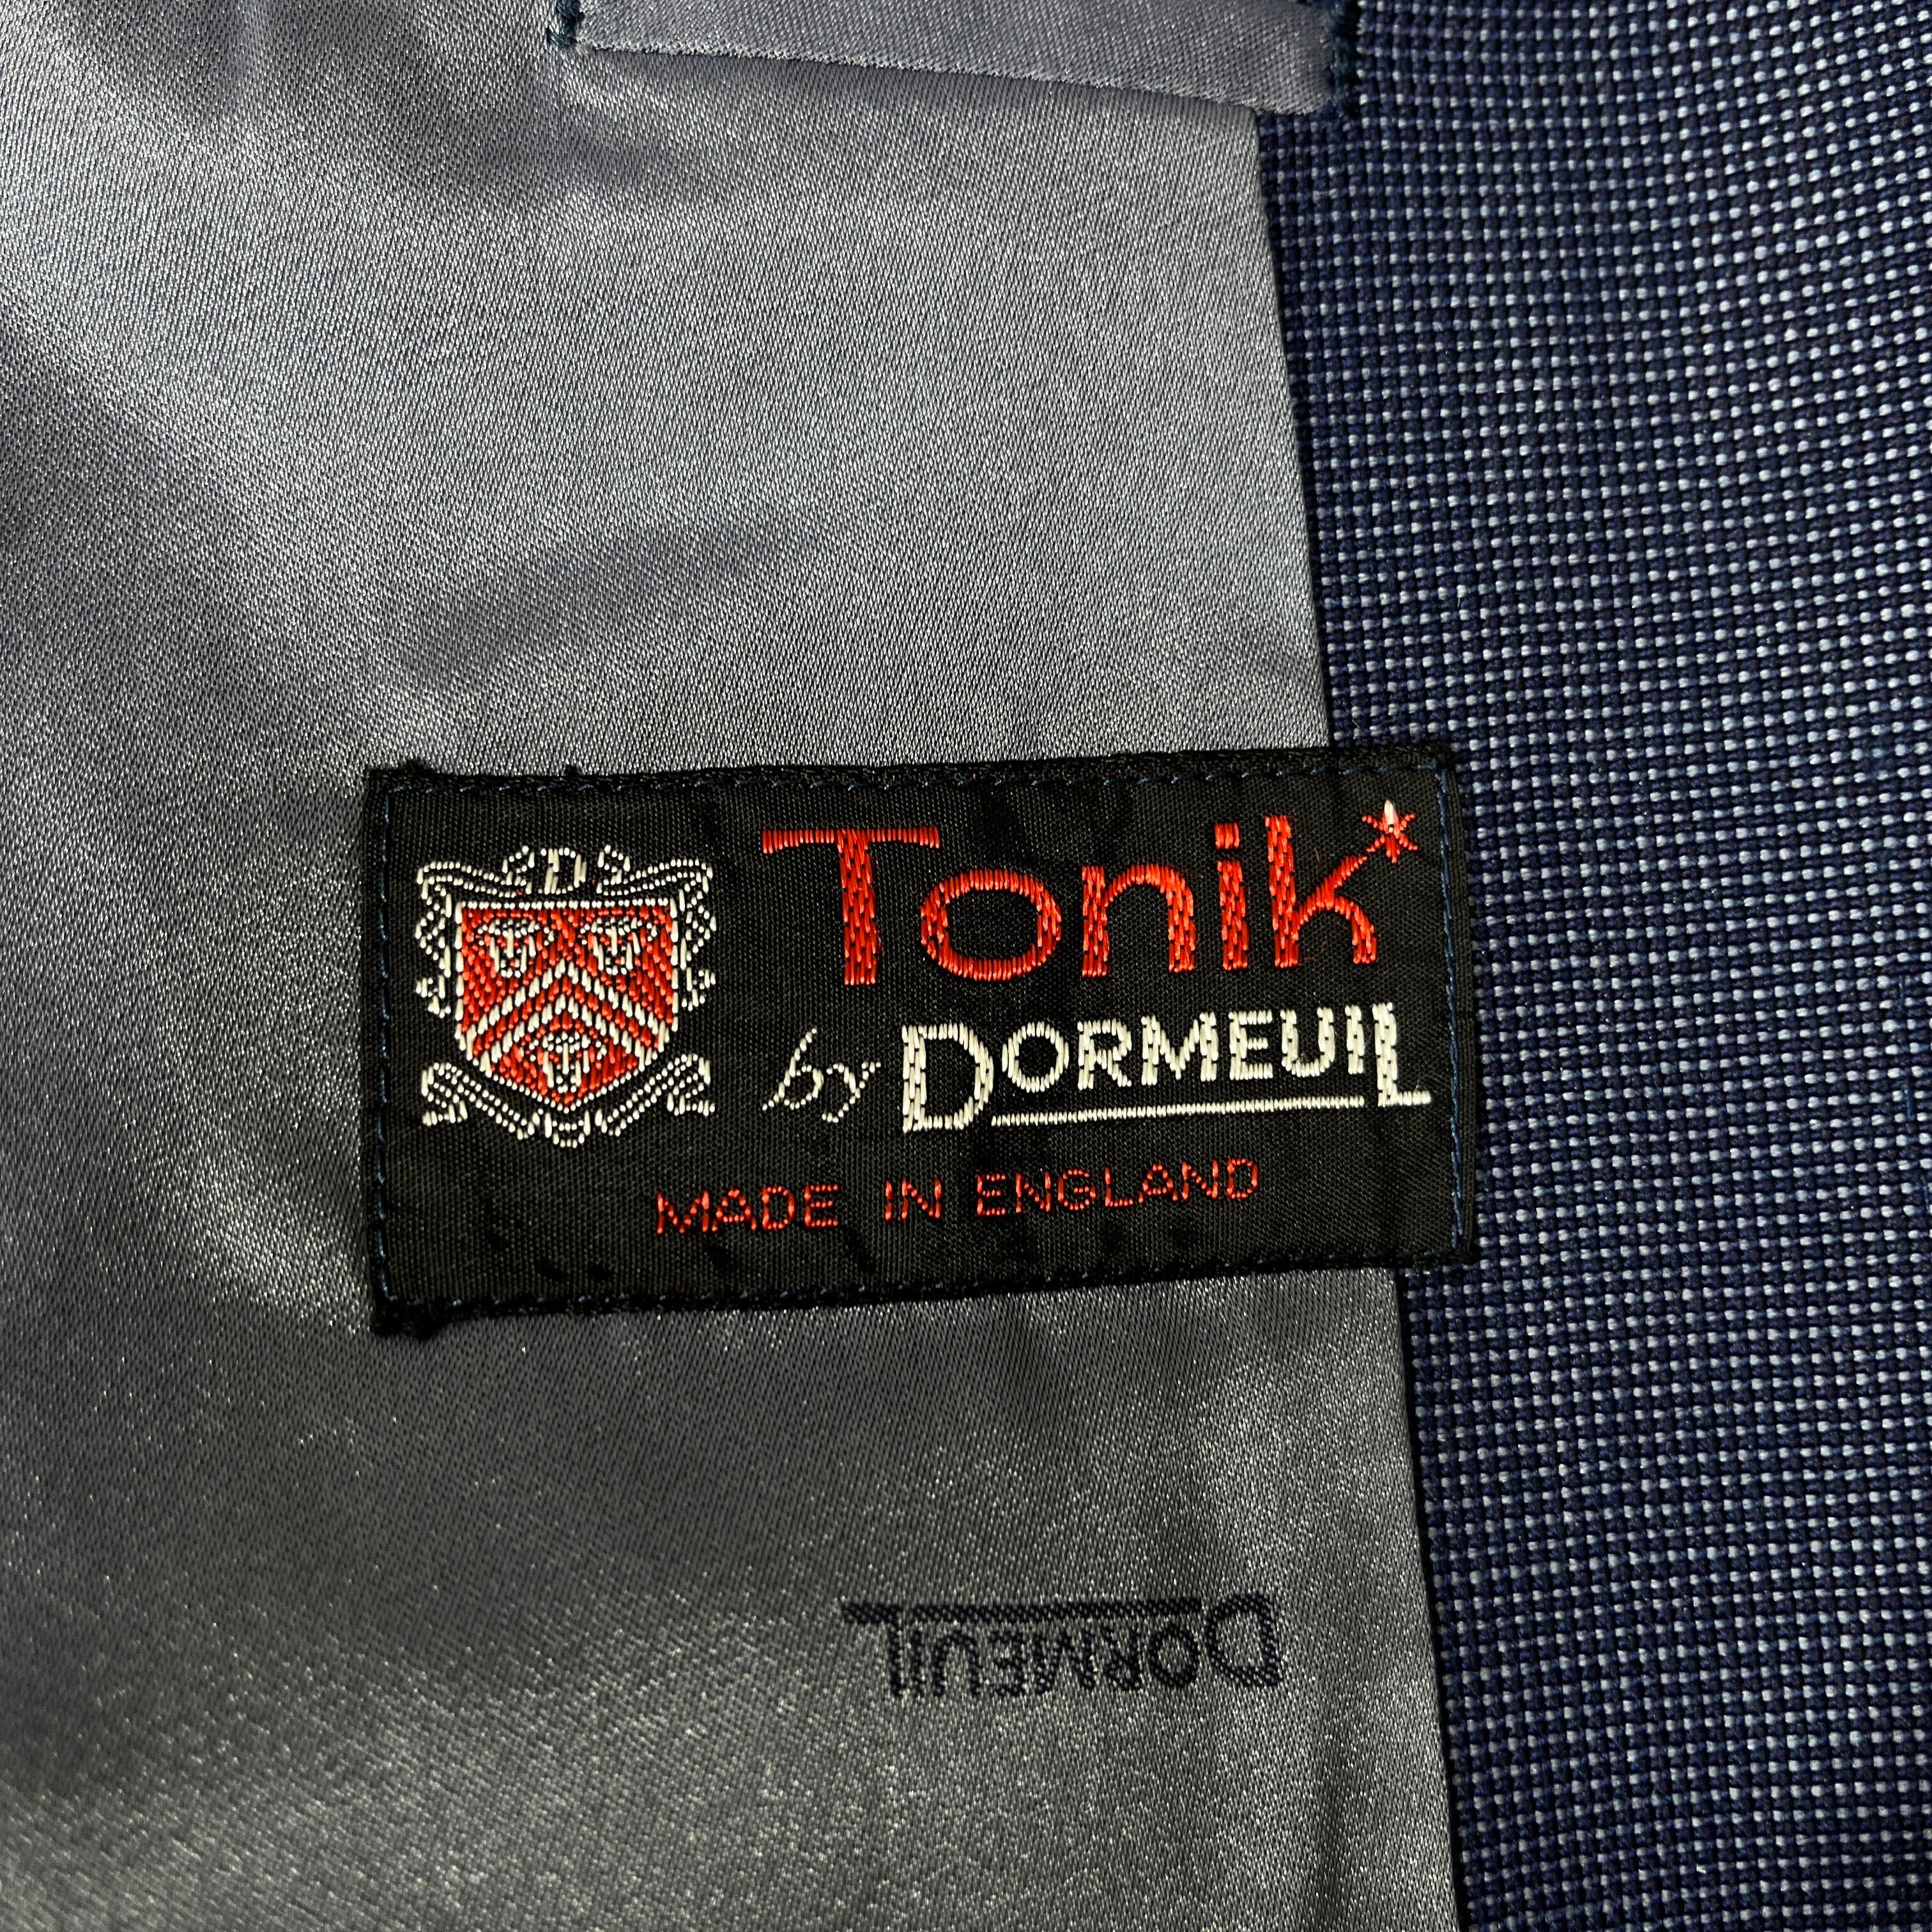 D
Tonik
by DORMEUIL
MADE IN ENGLAND
DORMEUIL